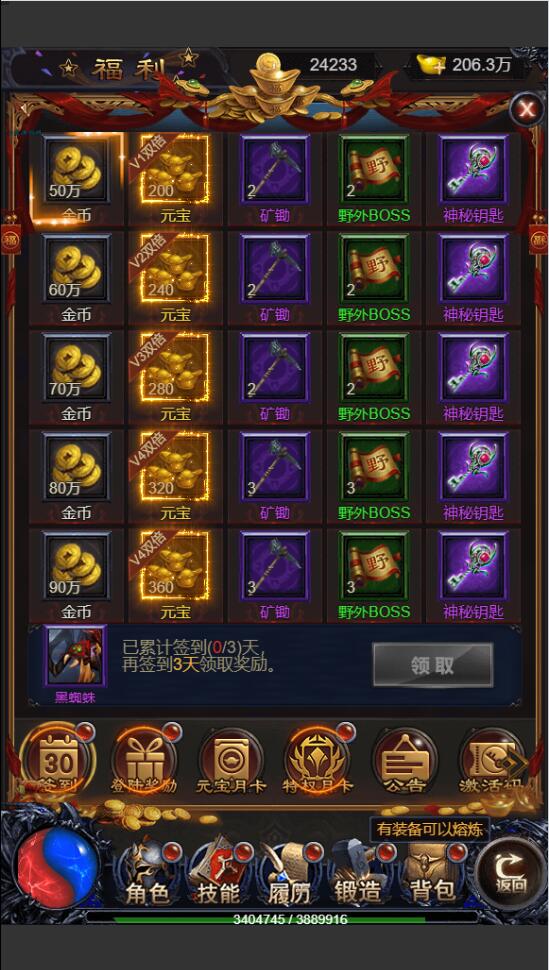 福利
24233
206.3万
50万
V1双倍
200
2
2
金币
元宝
矿锄
野外BOSS
神秘钥匙
60万
V2双倍
240
2
2
金币
元宝
矿锄
野外BOSS
神秘钥匙
70万
V3双倍
280
2
2
金币
元宝
矿锄
野外BOSS
神秘钥匙
80万
V4双倍
320
3
3
金币
元宝
矿锄
野外BOSS
神秘钥匙
90万
V4双倍
360
3
3
金币
元宝
矿锄
野外BOSS
神秘钥匙
已累计签到(0/3)天,
再签到3天领取奖励。
领取
黑蜘蛛
30
签到
登陆奖励
元宝月卡
特权月卡
公告
激活码
有装备可以熔炼
角色
技能
履历
锻造
背包
返回
3404745 / 3889916